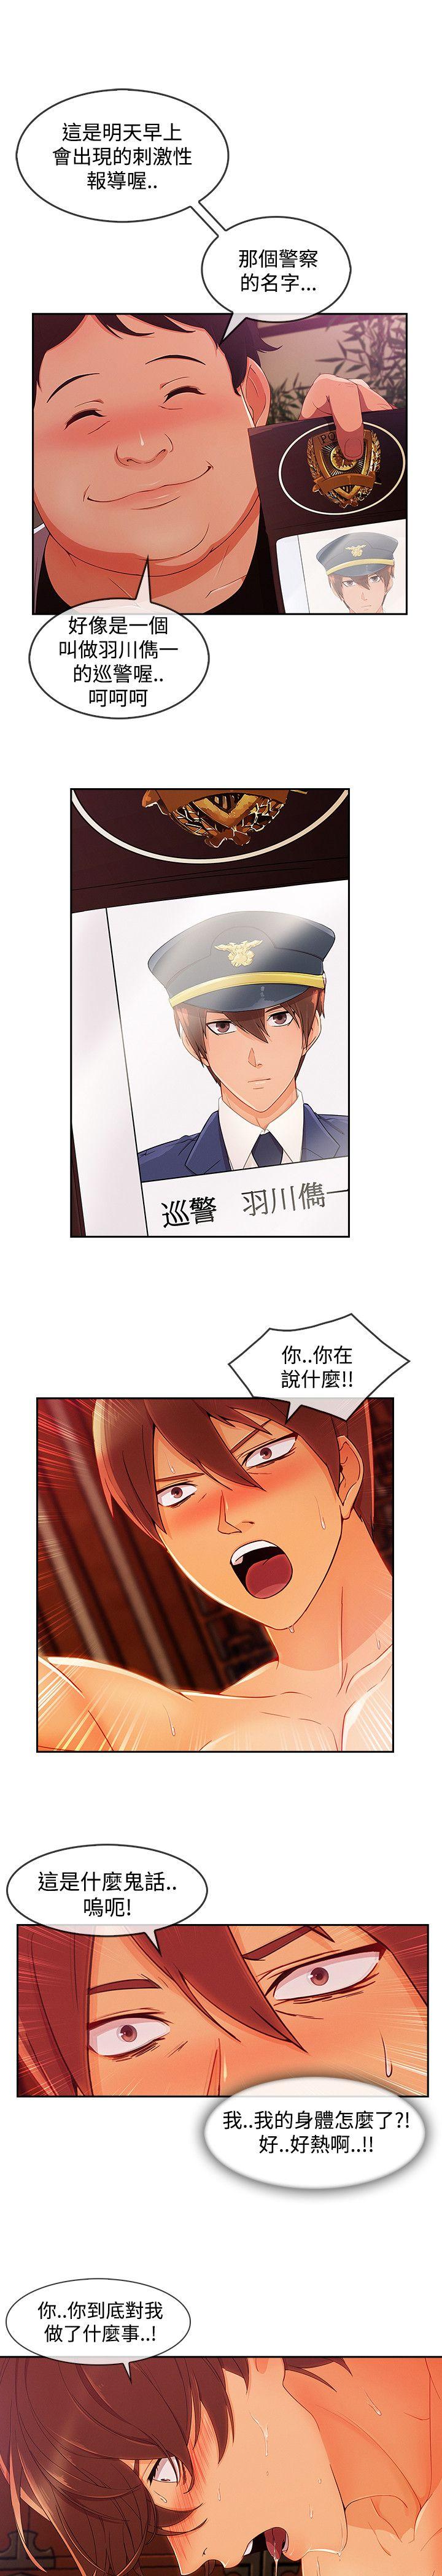 這是明天早上
會出現的刺激性
報導喔..
那個警察
的名字...
PO
好像是一個
叫做羽川儁一
的巡警喔..
呵呵呵
巡警 羽川儁一
你..你在
說什麼!!
這是什麼鬼話..
嗚呃!
我..我的身體怎麼了?!
好..好熱啊..!!
你..你到底對我
做了什麼事..!